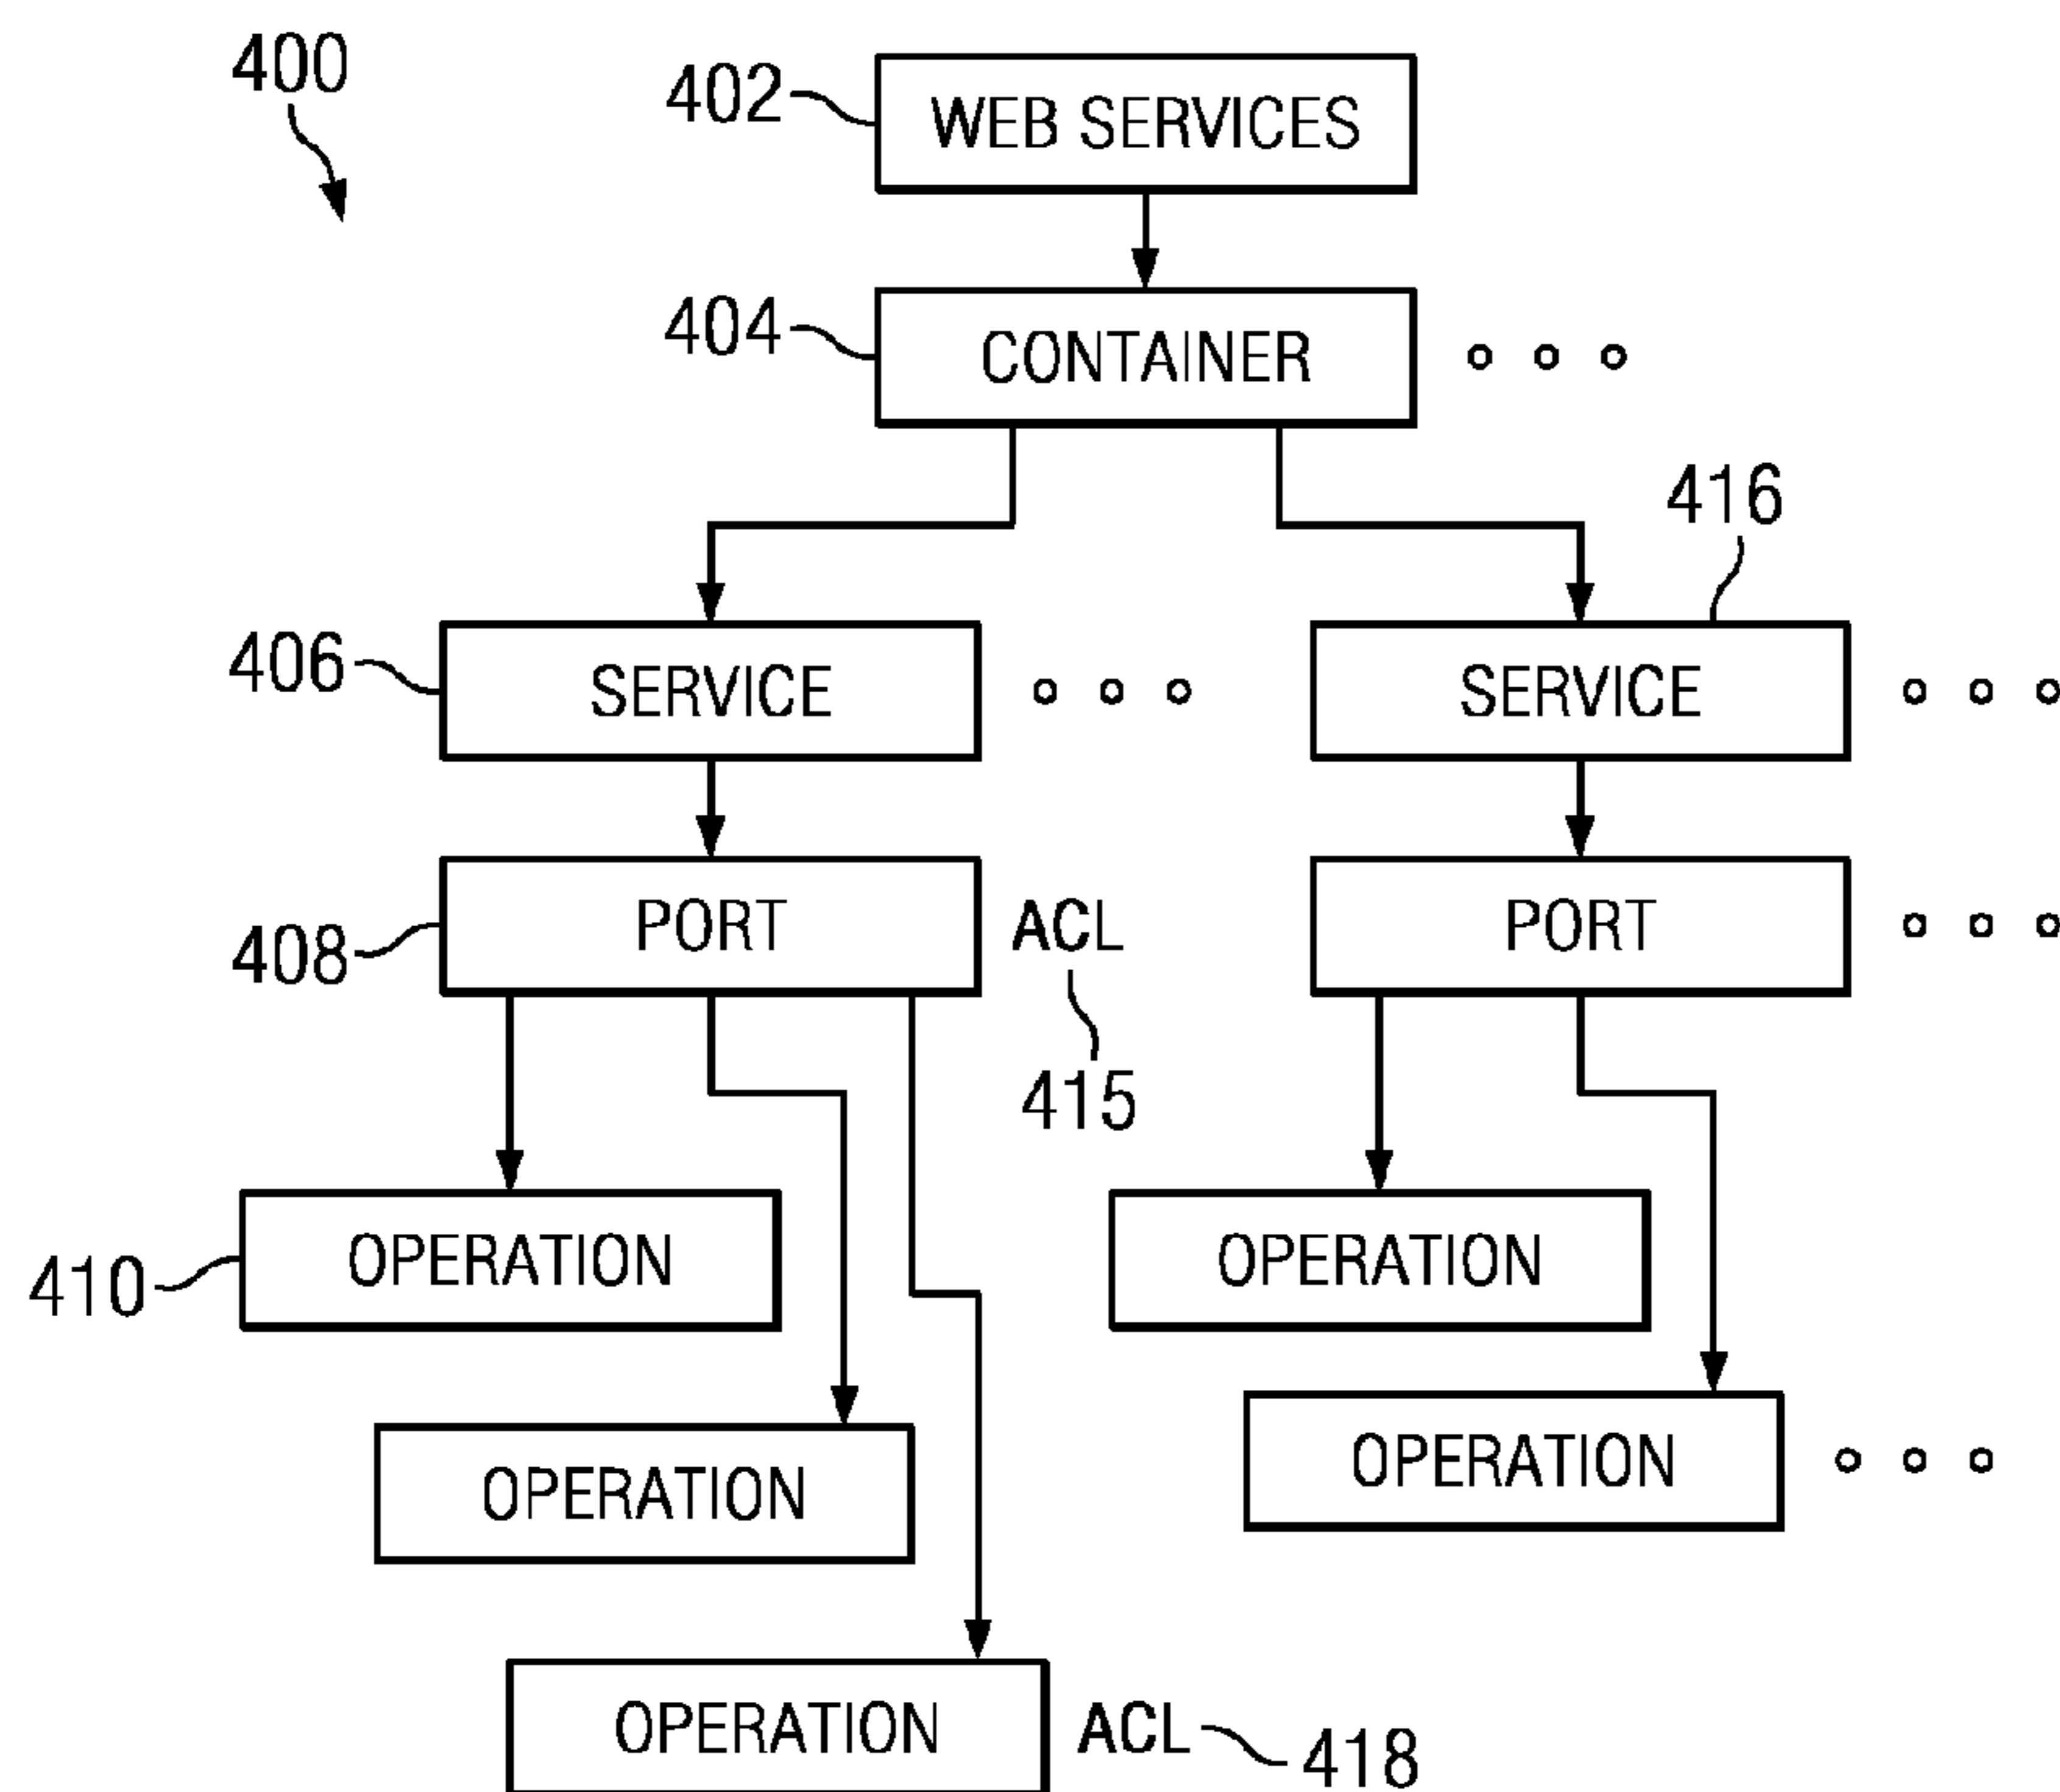 400
402 WEB SERVICES
404 CONTAINER
416
406 SERVICE SERVICE
408 PORT ACL PORT
415
410 OPERATION OPERATION
OPERATION OPERATION
OPERATION ACL 418